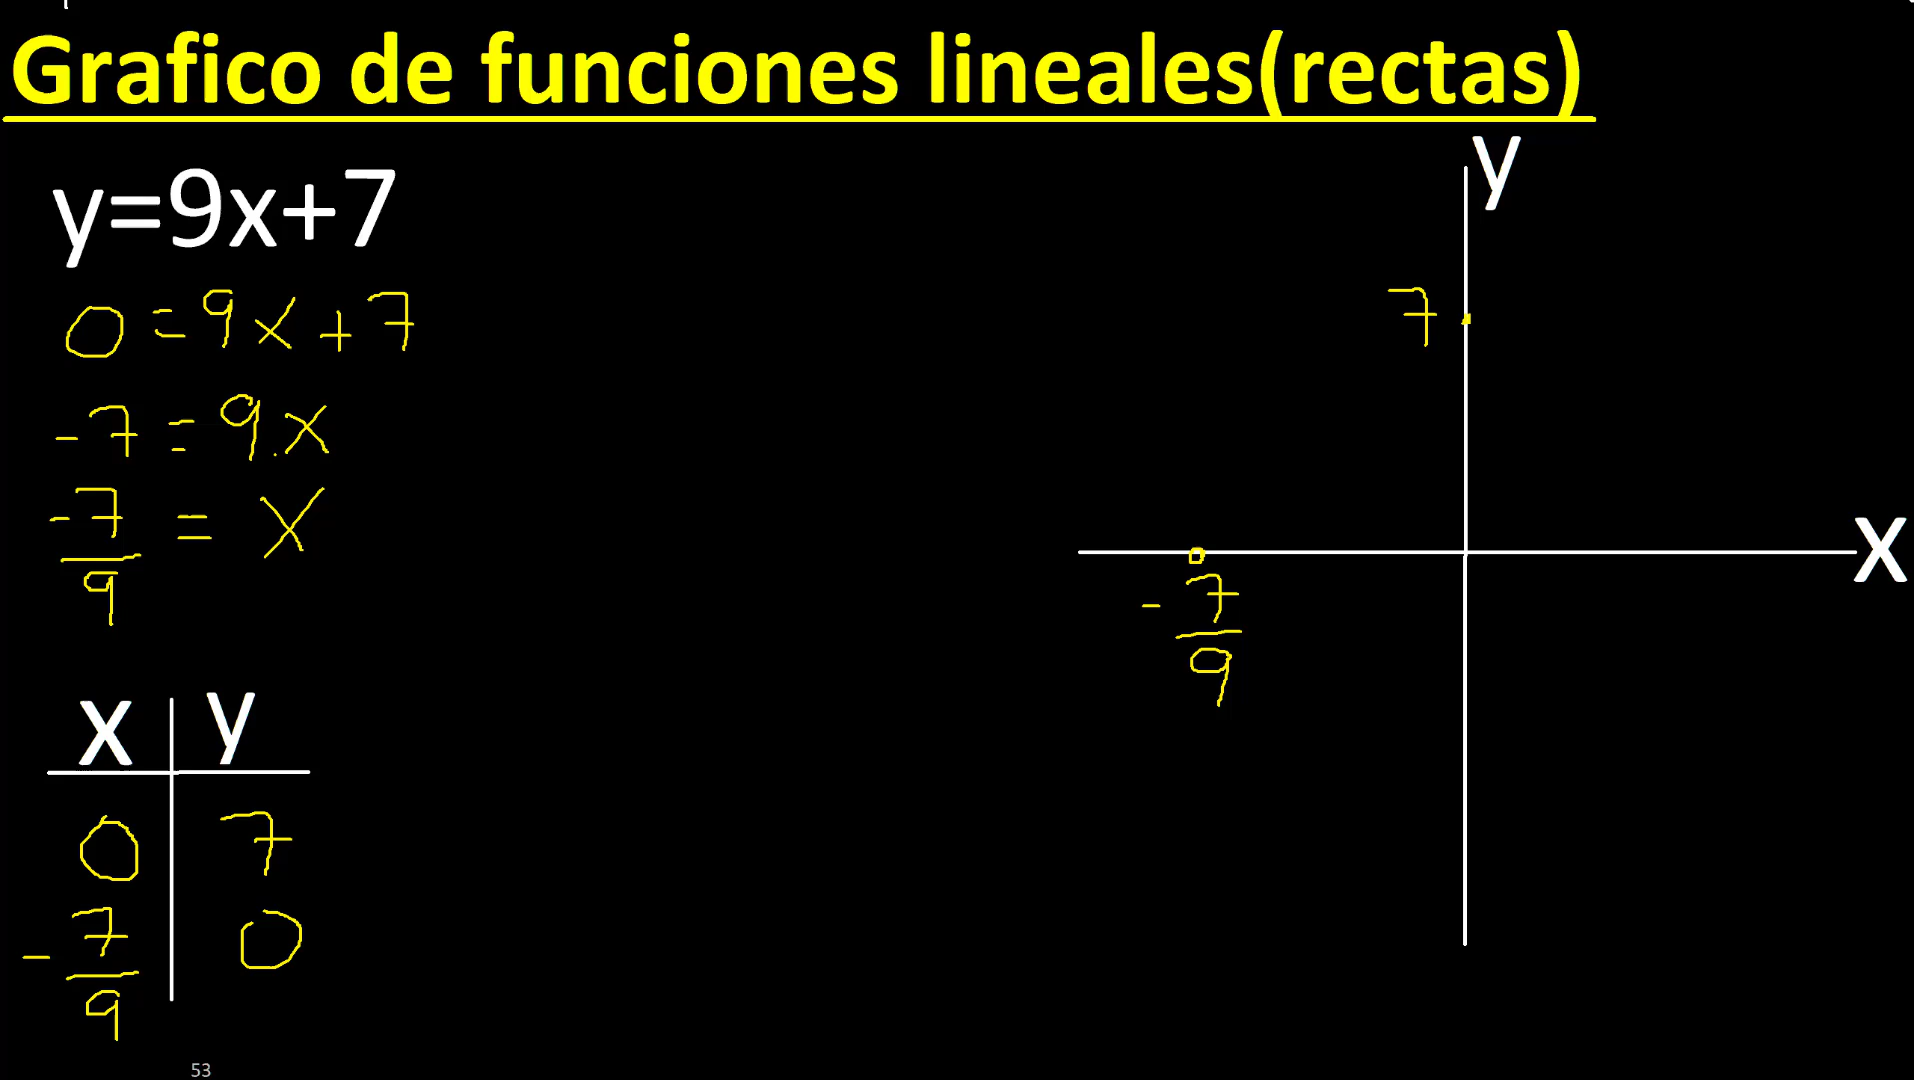 Grafico de funciones lineales(rectas)
y=9x+7
0=9x+7
-7=9.x
-7/9 = x
x y
0 7
-7/9 0
y
7
x
-7/9
53